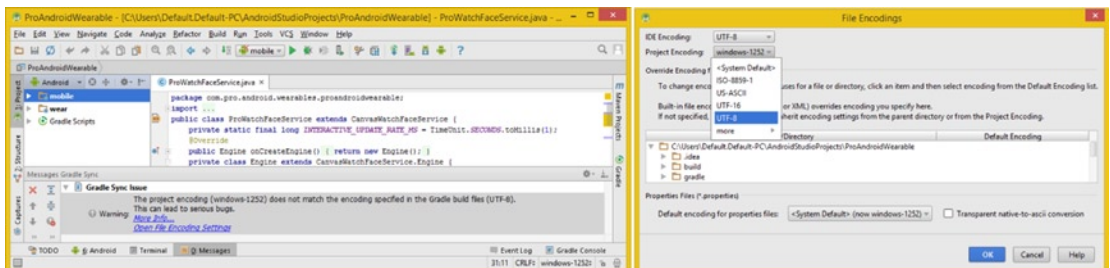 ProAndroidWearable - [C:\Users\Default.Default-PC\AndroidStudioProjects\ProAndroidWearable] - ProWatchFaceService.java - ...
File Edit View Navigate Code Analyze Refactor Build Run Tools VCS Window Help
mobile
ProAndroidWearable
Android
ProWatchFaceService.java
mobile
wear
Gradle Scripts
package com.pro.android.wearables.proandroidwearable;
import ...
public class ProWatchFaceService extends CanvasWatchFaceService {
private static final long INTERACTIVE_UPDATE_RATE_MS = TimeUnit.SECONDS.toMillis(1);
@Override
public Engine onCreateEngine() { return new Engine(); }
private class Engine extends CanvasWatchFaceService.Engine {
1: Project
Structure
Captures
Maven Projects
Gradle
Messages Gradle Sync
Gradle Sync Issue
Warning:
The project encoding (windows-1252) does not match the encoding specified in the Gradle build files (UTF-8).
This can lead to serious bugs.
More Info...
Open File Encoding Settings
TODO 6: Android Terminal 0: Messages Event Log Gradle Console
31:11 CRLF: windows-1252:
File Encodings
IDE Encoding: UTF-8
Project Encoding: windows-1252
<System Default>
ISO-8859-1
US-ASCII
UTF-16
UTF-8
more
Override Encoding f
To change enco
uses for a file or directory, click an item and then select encoding from the Default Encoding list.
Built-in file enc
or XML) overrides encoding you specify here.
If not specified,
herit encoding settings from the parent directory or from the Project Encoding.
Directory Default Encoding
C:\Users\Default.Default-PC\AndroidStudioProjects\ProAndroidWearable
.idea
build
gradle
Properties Files (*.properties)
Default encoding for properties files: <System Default> (now windows-1252) Transparent native-to-ascii conversion
OK Cancel Help